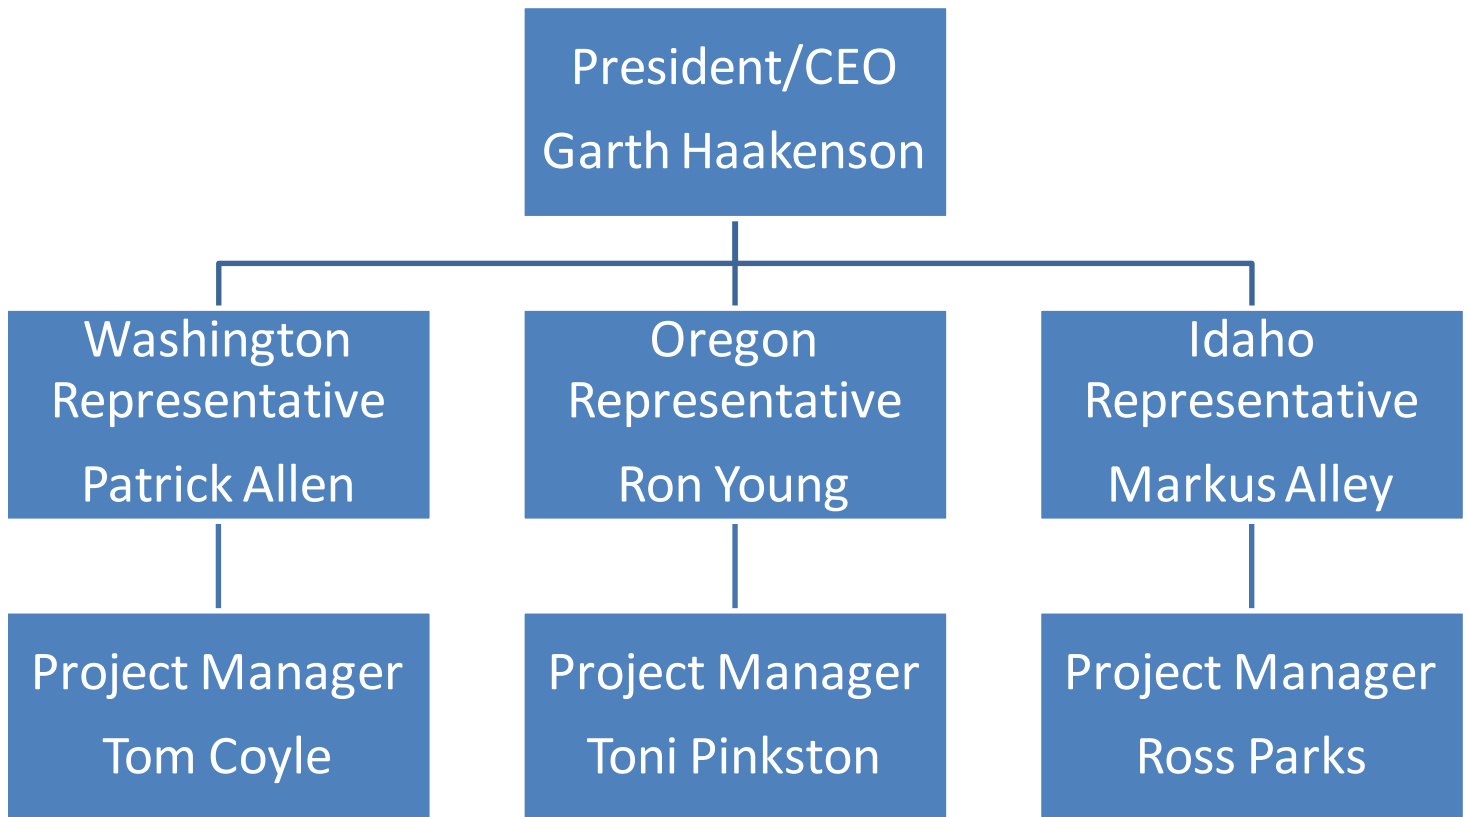 President/CEO
Garth Haakenson
Washington
Representative
Patrick Allen
Oregon
Representative
Ron Young
Idaho
Representative
Markus Alley
Project Manager
Tom Coyle
Project Manager
Toni Pinkston
Project Manager
Ross Parks